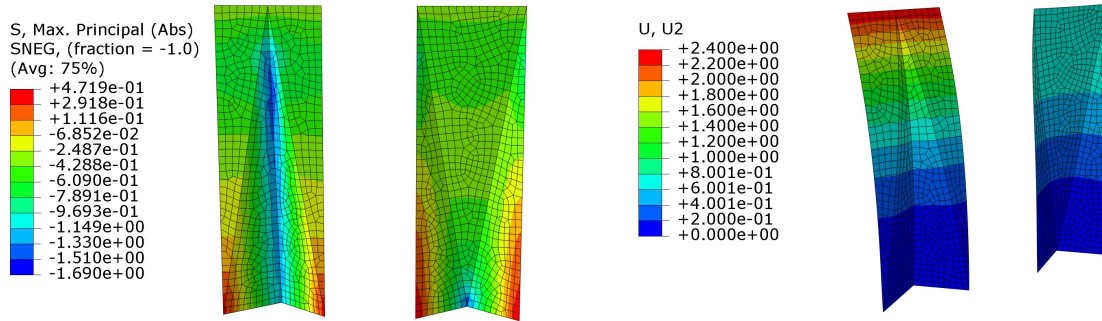 S, Max. Principal (Abs)
SNEG, (fraction = -1.0)
(Avg: 75%)
+4.719e-01
+2.918e-01
+1.116e-01
-6.852e-02
-2.487e-01
-4.288e-01
-6.090e-01
-7.891e-01
-9.693e-01
-1.149e+00
-1.330e+00
-1.510e+00
-1.690e+00
U, U2
+2.400e+00
+2.200e+00
+2.000e+00
+1.800e+00
+1.600e+00
+1.400e+00
+1.200e+00
+1.000e+00
+8.001e-01
+6.001e-01
+4.001e-01
+2.000e-01
+0.000e+00